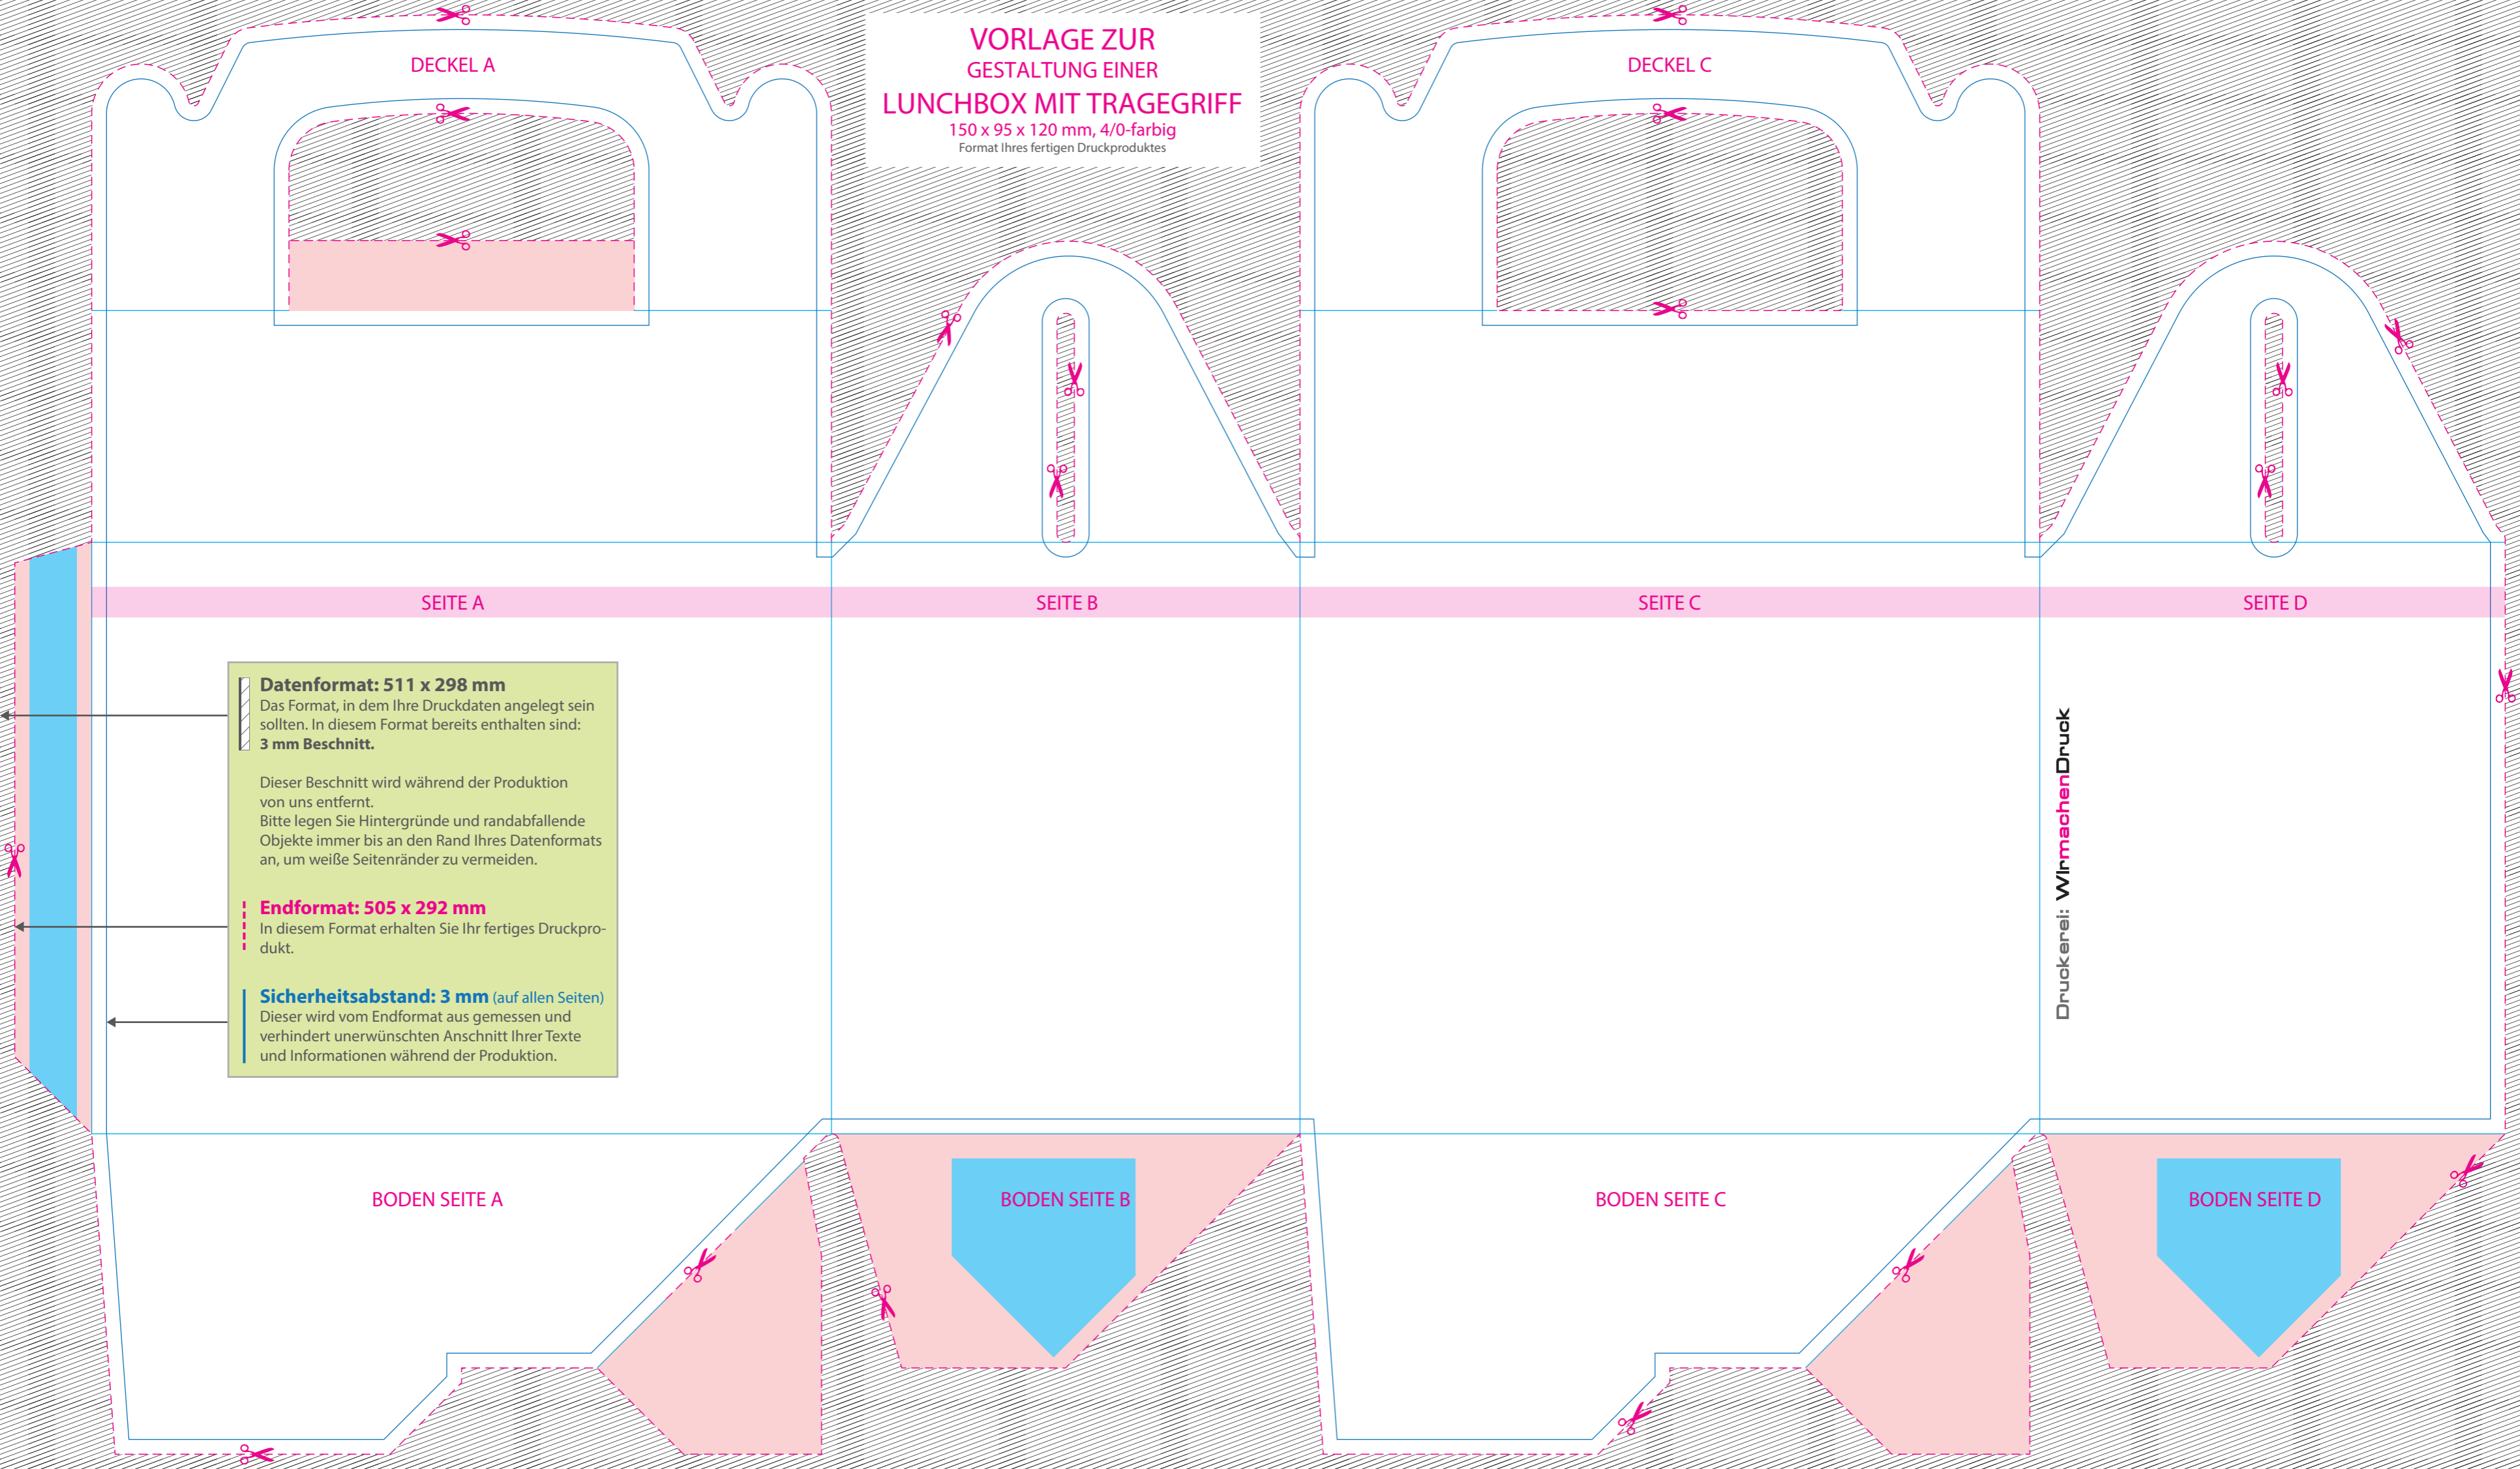 VORLAGE ZUR
GESTALTUNG EINER
LUNCHBOX MIT TRAGEGRIFF
150 x 95 x 120 mm, 4/0-farbig
Format Ihres fertigen Druckproduktes
DECKEL A
DECKEL C
SEITE A
SEITE B
SEITE C
SEITE D
Datenformat: 511 x 298 mm
Das Format, in dem Ihre Druckdaten angelegt sein
sollten. In diesem Format bereits enthalten sind:
3 mm Beschnitt.
Dieser Beschnitt wird während der Produktion
von uns entfernt.
Bitte legen Sie Hintergründe und randabfallende
Objekte immer bis an den Rand Ihres Datenformats
an, um weiße Seitenränder zu vermeiden.
Endformat: 505 x 292 mm
In diesem Format erhalten Sie Ihr fertiges Druckpro-
dukt.
Sicherheitsabstand: 3 mm (auf allen Seiten)
Dieser wird vom Endformat aus gemessen und
verhindert unerwünschten Anschnitt Ihrer Texte
und Informationen während der Produktion.
Druckerei: WIrmachenDruck
BODEN SEITE A
BODEN SEITE B
BODEN SEITE C
BODEN SEITE D